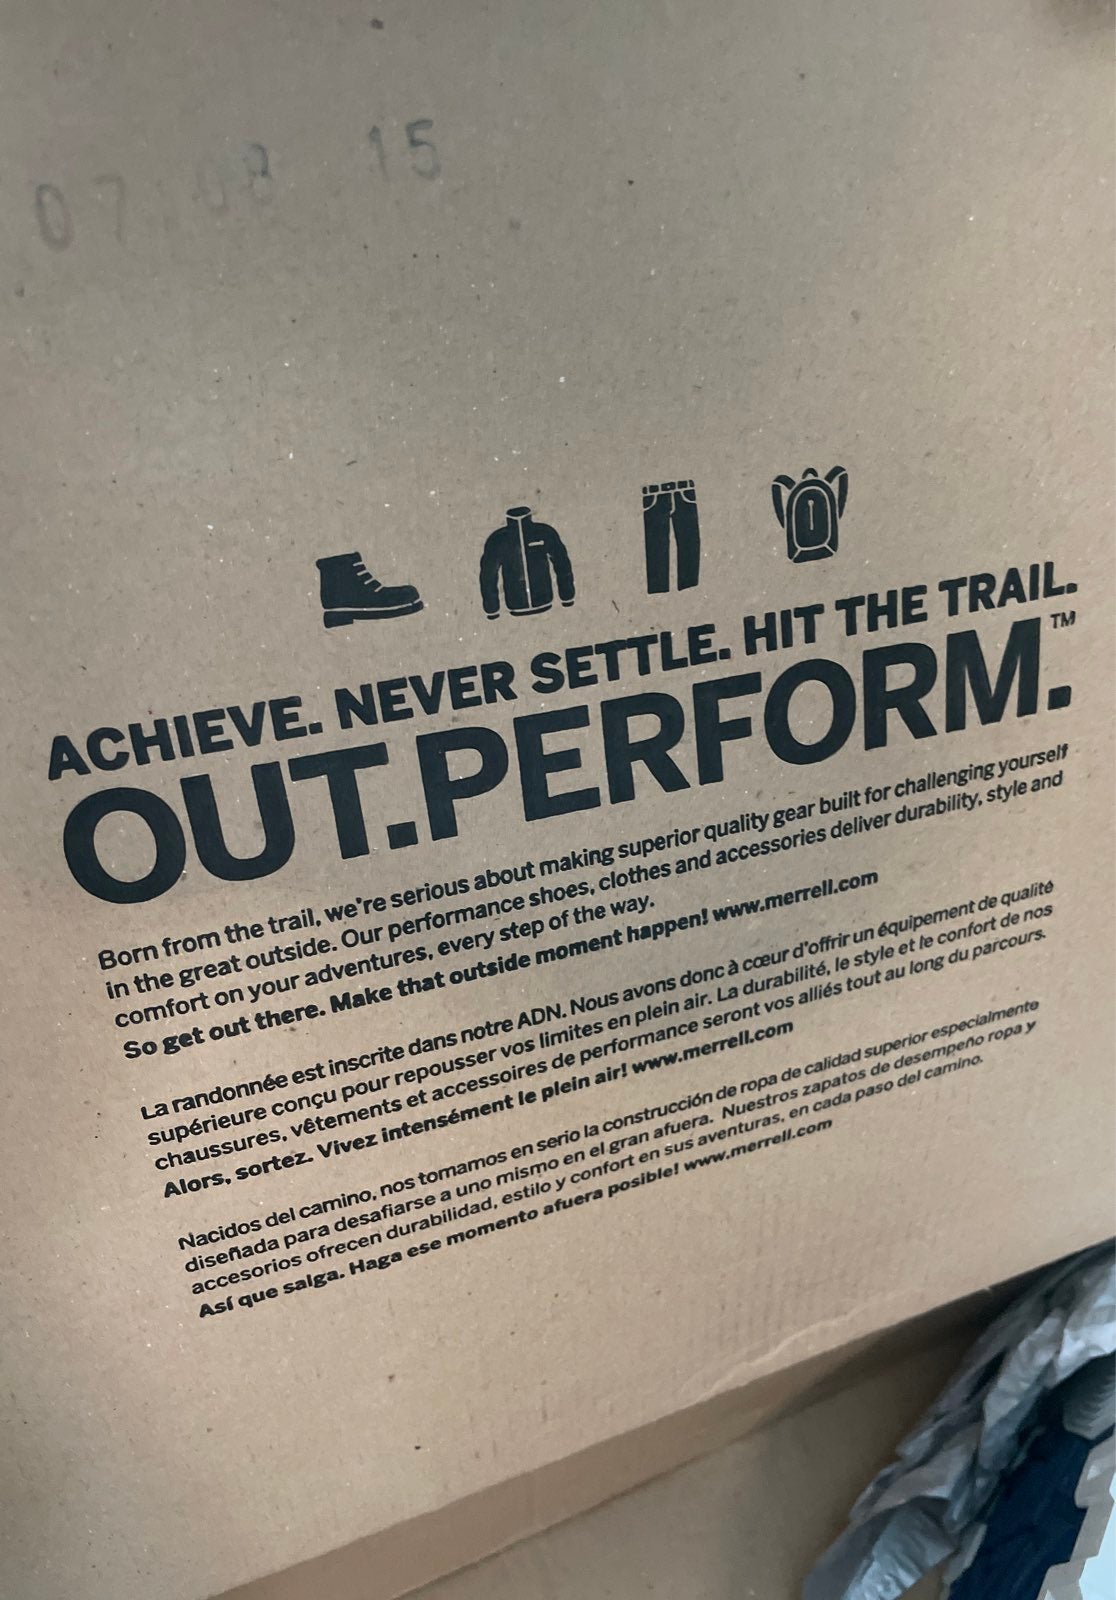 07 08 15
ACHIEVE. NEVER SETTLE. HIT THE TRAIL.
OUT.PERFORM.™
Born from the trail, we're serious about making superior quality gear built for challenging yourself
in the great outside. Our performance shoes, clothes and accessories deliver durability, style and
comfort on your adventures, every step of the way.
So get out there. Make that outside moment happen! www.merrell.com
La randonnée est inscrite dans notre ADN. Nous avons donc à cœur d'offrir un équipement de qualité
supérieure conçu pour repousser vos limites en plein air. La durabilité, le style et le confort de nos
chaussures, vêtements et accessoires de performance seront vos alliés tout au long du parcours.
Alors, sortez. Vivez intensément le plein air! www.merrell.com
Nacidos del camino, nos tomamos en serio la construcción de ropa de calidad superior especialmente
diseñada para desafiarse a uno mismo en el gran afuera. Nuestros zapatos de desempeño ropa y
accesorios ofrecen durabilidad, estilo y confort en sus aventuras, en cada paso del camino.
Así que salga. Haga ese momento afuera posible! www.merrell.com